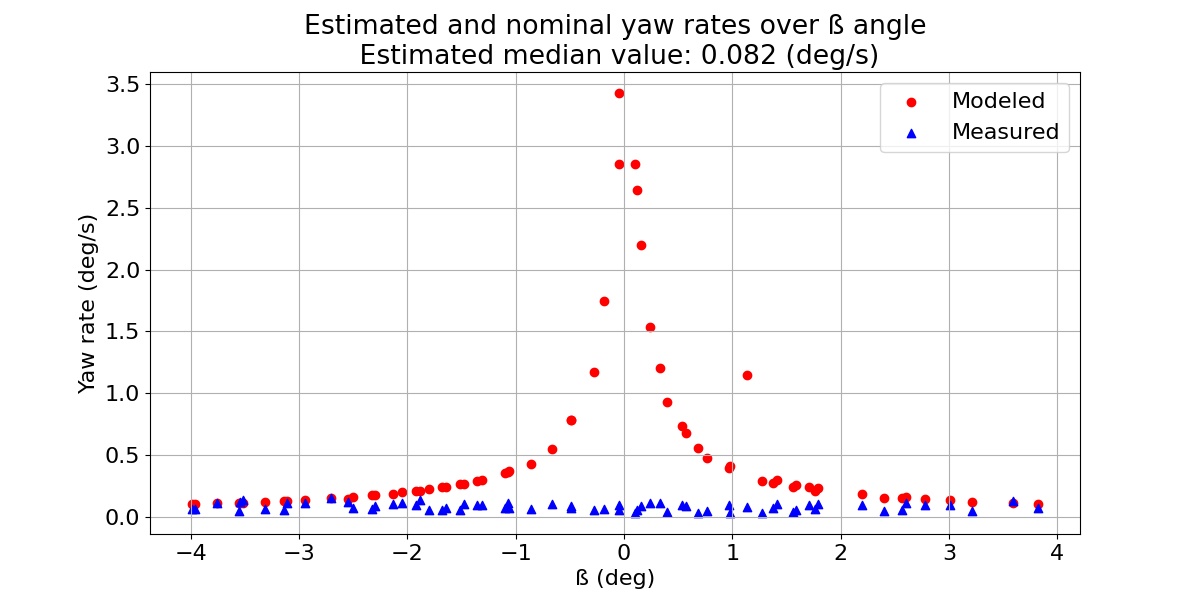 Estimated and nominal yaw rates over ß angle
Estimated median value: 0.082 (deg/s)
Modeled
Measured
Yaw rate (deg/s)
3.5
3.0
2.5
2.0
1.5
1.0
0.5
0.0
−4 −3 −2 −1 0 1 2 3 4
ß (deg)